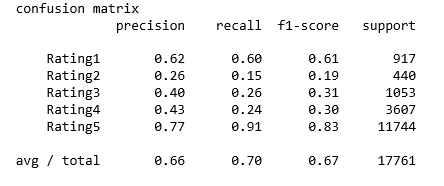 confusion matrix
precision recall f1-score support
Rating1 0.62 0.60 0.61 917
Rating2 0.26 0.15 0.19 440
Rating3 0.40 0.26 0.31 1053
Rating4 0.43 0.24 0.30 3607
Rating5 0.77 0.91 0.83 11744
avg / total 0.66 0.70 0.67 17761